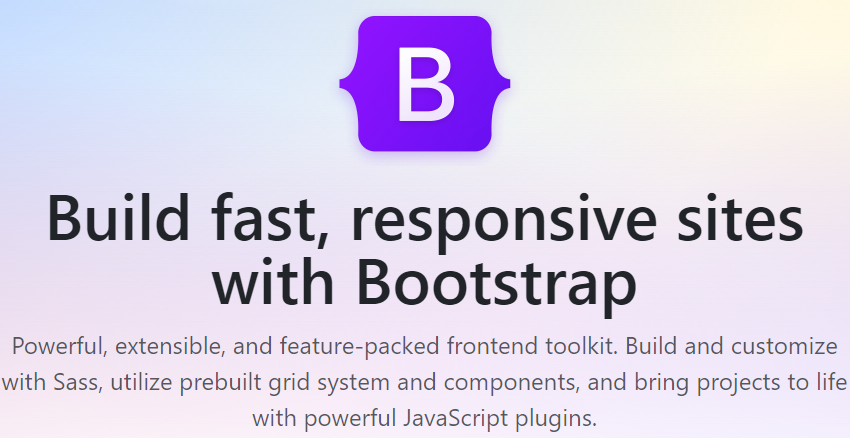 B
Build fast, responsive sites
with Bootstrap
Powerful, extensible, and feature-packed frontend toolkit. Build and customize
with Sass, utilize prebuilt grid system and components, and bring projects to life
with powerful JavaScript plugins.